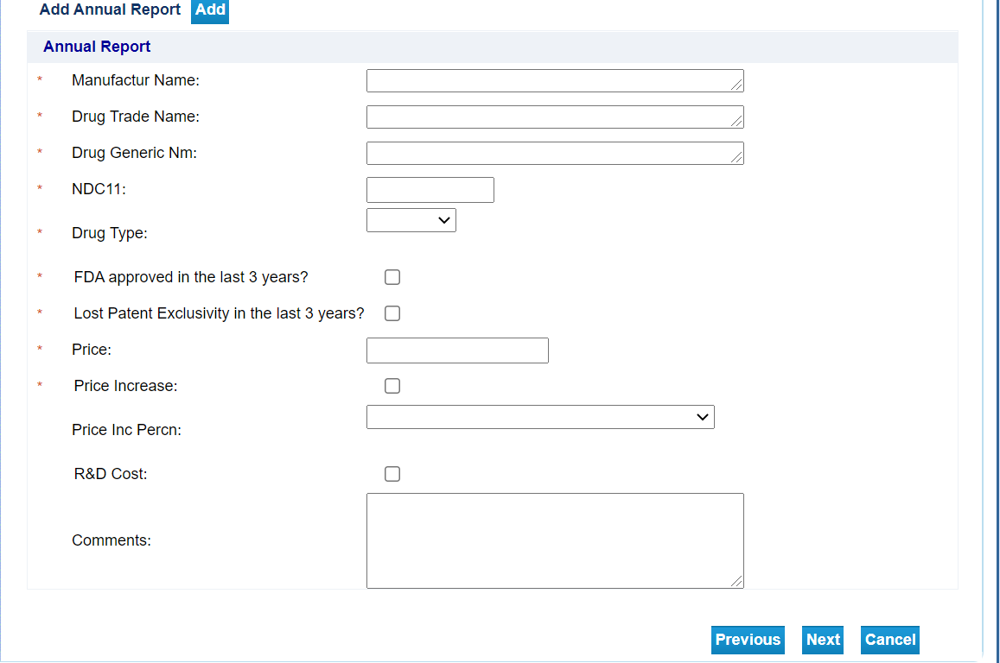 Add Annual Report Add
Annual Report
* Manufactur Name:
* Drug Trade Name:
* Drug Generic Nm:
* NDC11:
* Drug Type:
* FDA approved in the last 3 years?
* Lost Patent Exclusivity in the last 3 years?
* Price:
* Price Increase:
Price Inc Percn:
R&D Cost:
Comments:
Previous Next Cancel